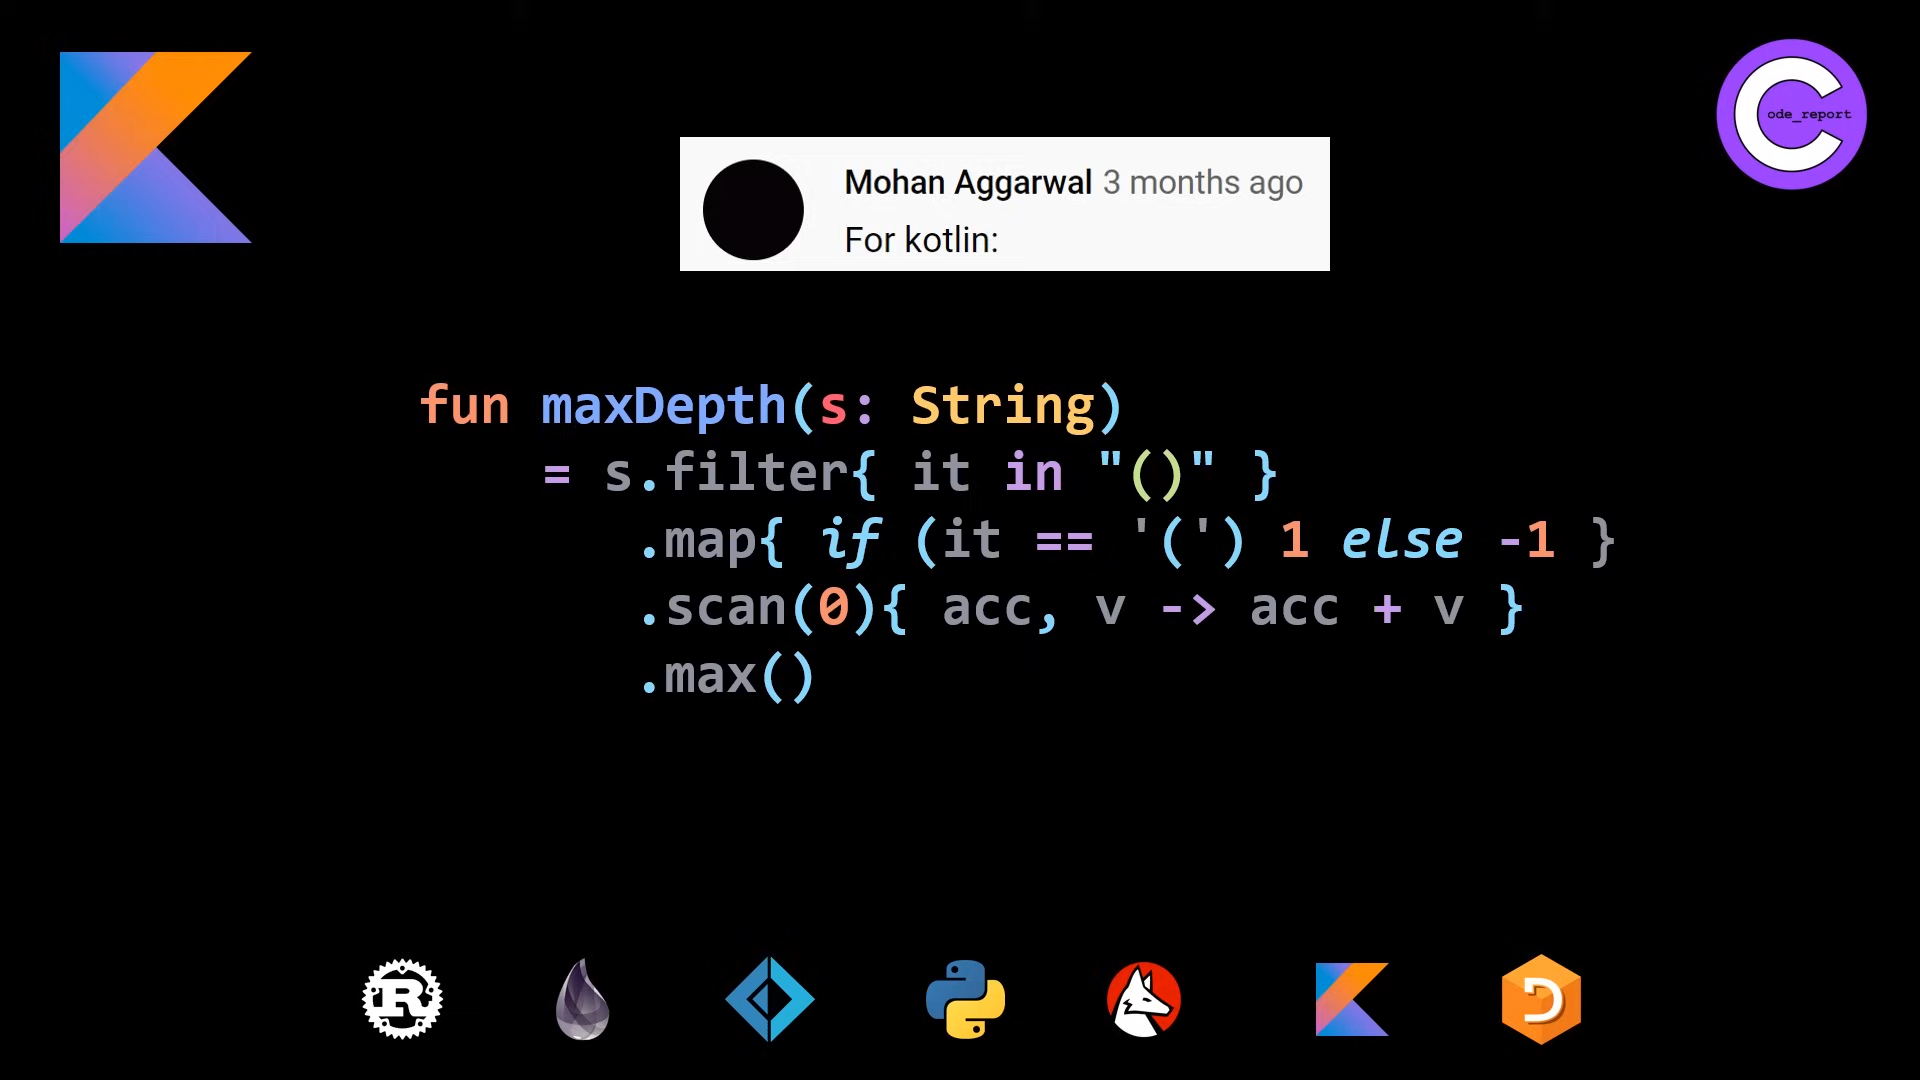 Code_report
Mohan Aggarwal 3 months ago
For kotlin:
fun maxDepth(s: String)
    = s.filter{ it in "()" }
       .map{ if (it == '(') 1 else -1 }
       .scan(0){ acc, v -> acc + v }
       .max()